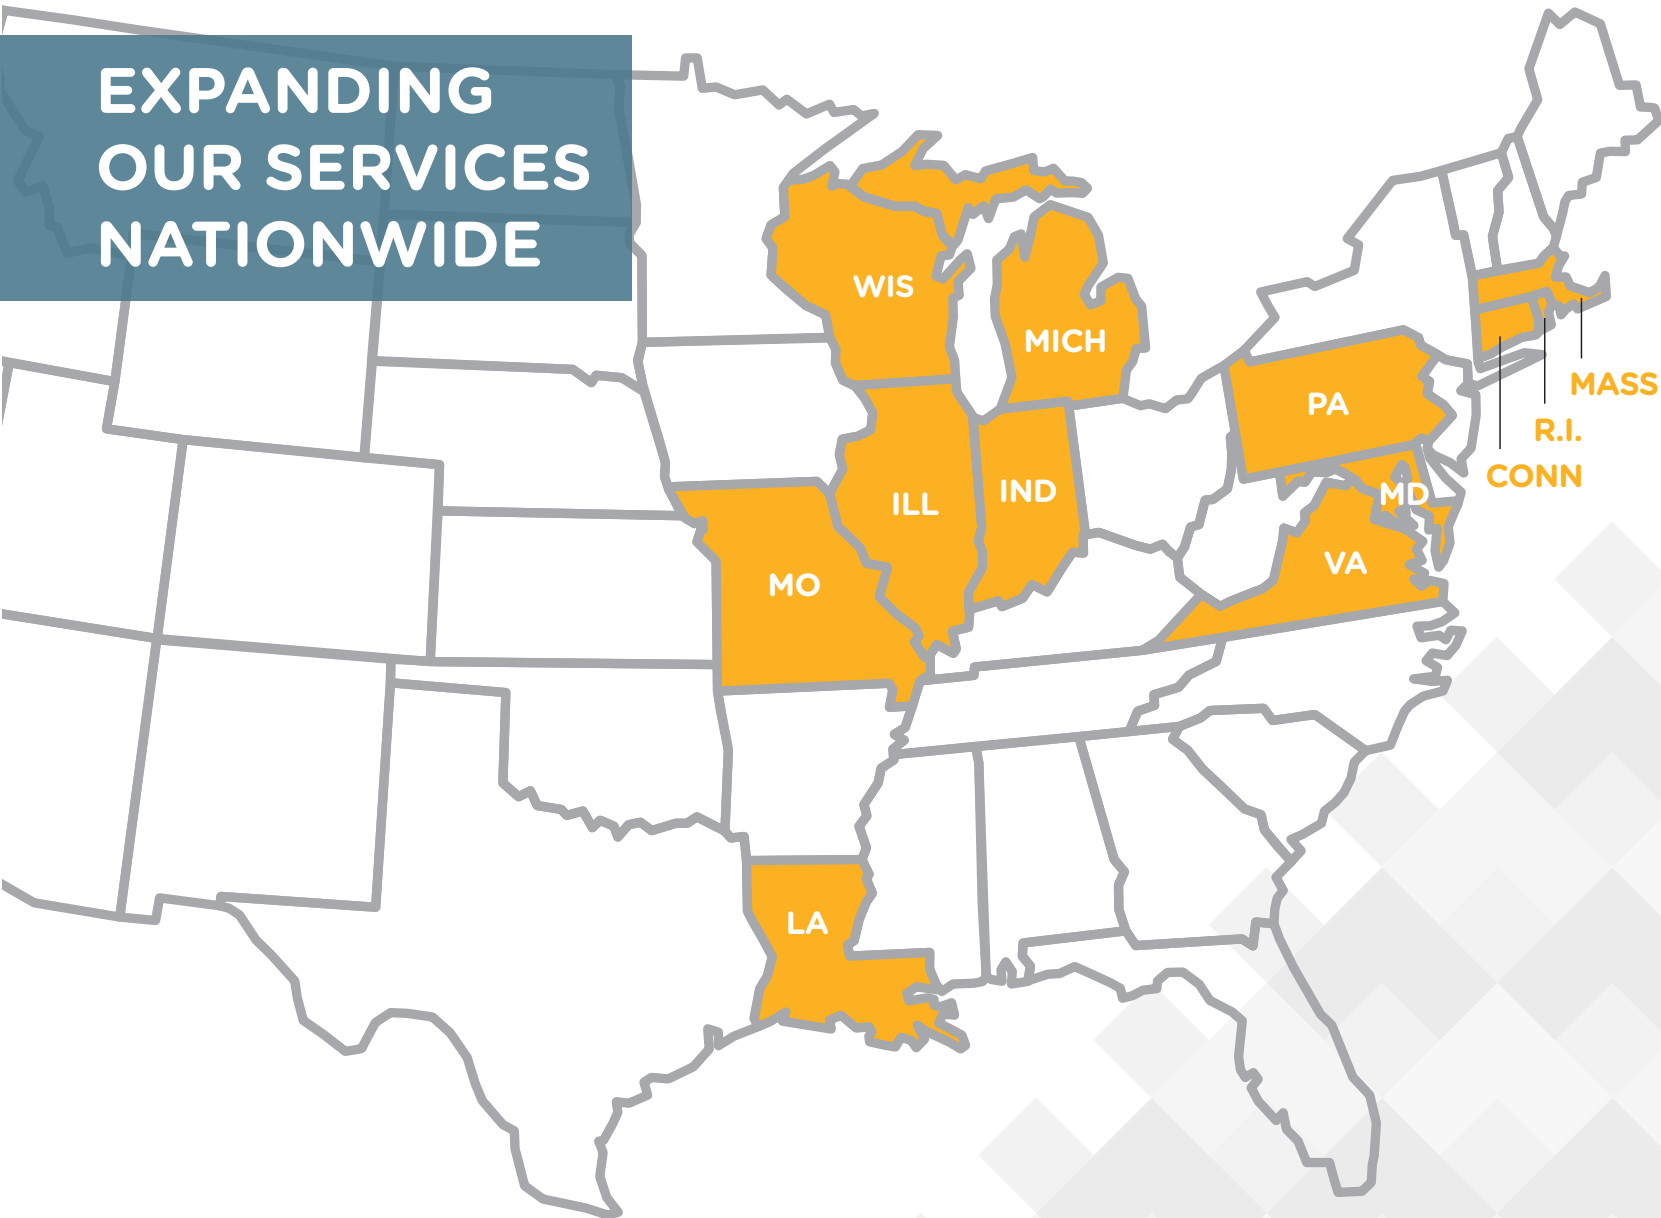 EXPANDING
OUR SERVICES
NATIONWIDE
WIS
MICH
MASS
PA
R.I.
CONN
IND
MD
ILL
VA
MO
LA